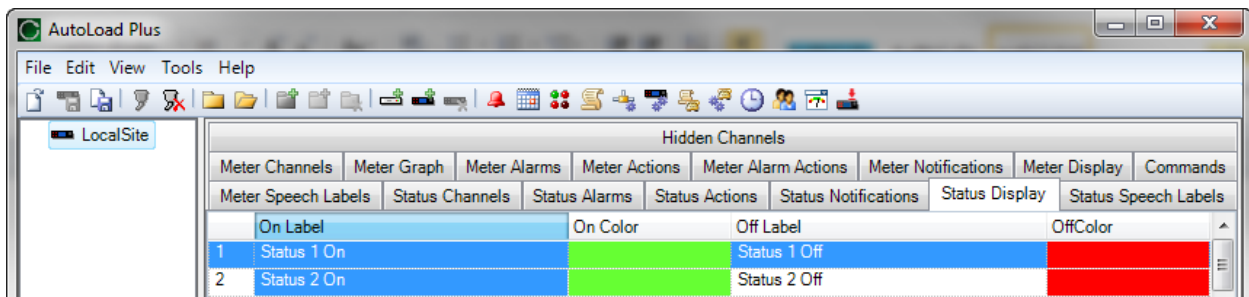 AutoLoad Plus
File Edit View Tools Help
LocalSite
Hidden Channels
Meter Channels Meter Graph Meter Alarms Meter Actions Meter Alarm Actions Meter Notifications Meter Display Commands
Meter Speech Labels Status Channels Status Alarms Status Actions Status Notifications Status Display Status Speech Labels
On Label On Color Off Label OffColor
1 Status 1 On Status 1 Off
2 Status 2 On Status 2 Off